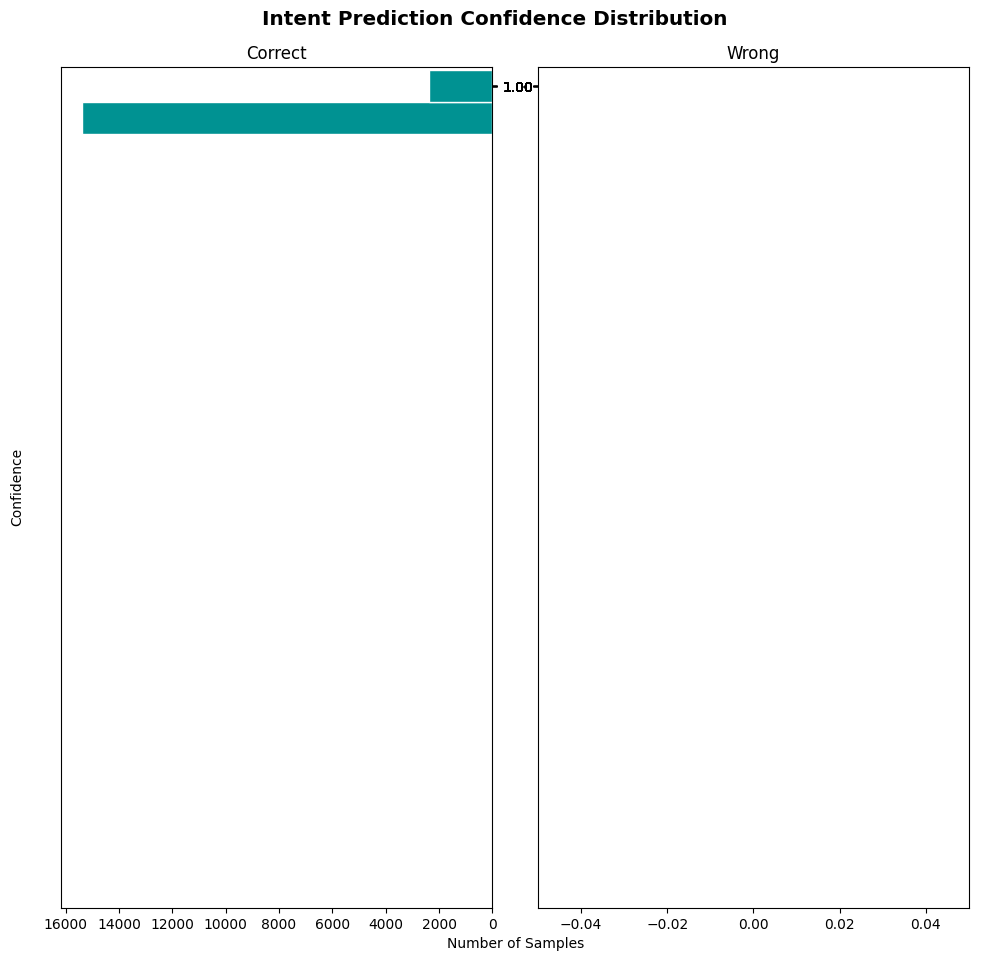 Intent Prediction Confidence Distribution
Correct
Wrong
1.00
Confidence
16000 14000 12000 10000 8000 6000 4000 2000 0
−0.04 −0.02 0.00 0.02 0.04
Number of Samples